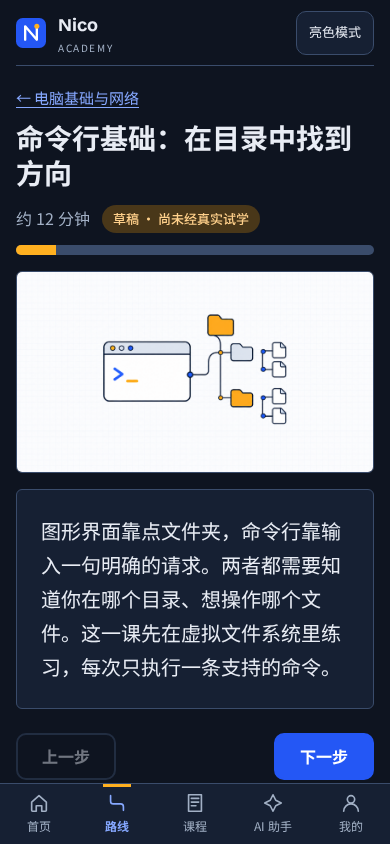 Nico
ACADEMY
亮色模式
← 电脑基础与网络
命令行基础：在目录中找到
方向
约 12 分钟
草稿 · 尚未经真实试学
图形界面靠点文件夹，命令行靠输
入一句明确的请求。两者都需要知
道你在哪个目录、想操作哪个文
件。这一课先在虚拟文件系统里练
习，每次只执行一条支持的命令。
上一步
下一步
首页
路线
课程
AI 助手
我的